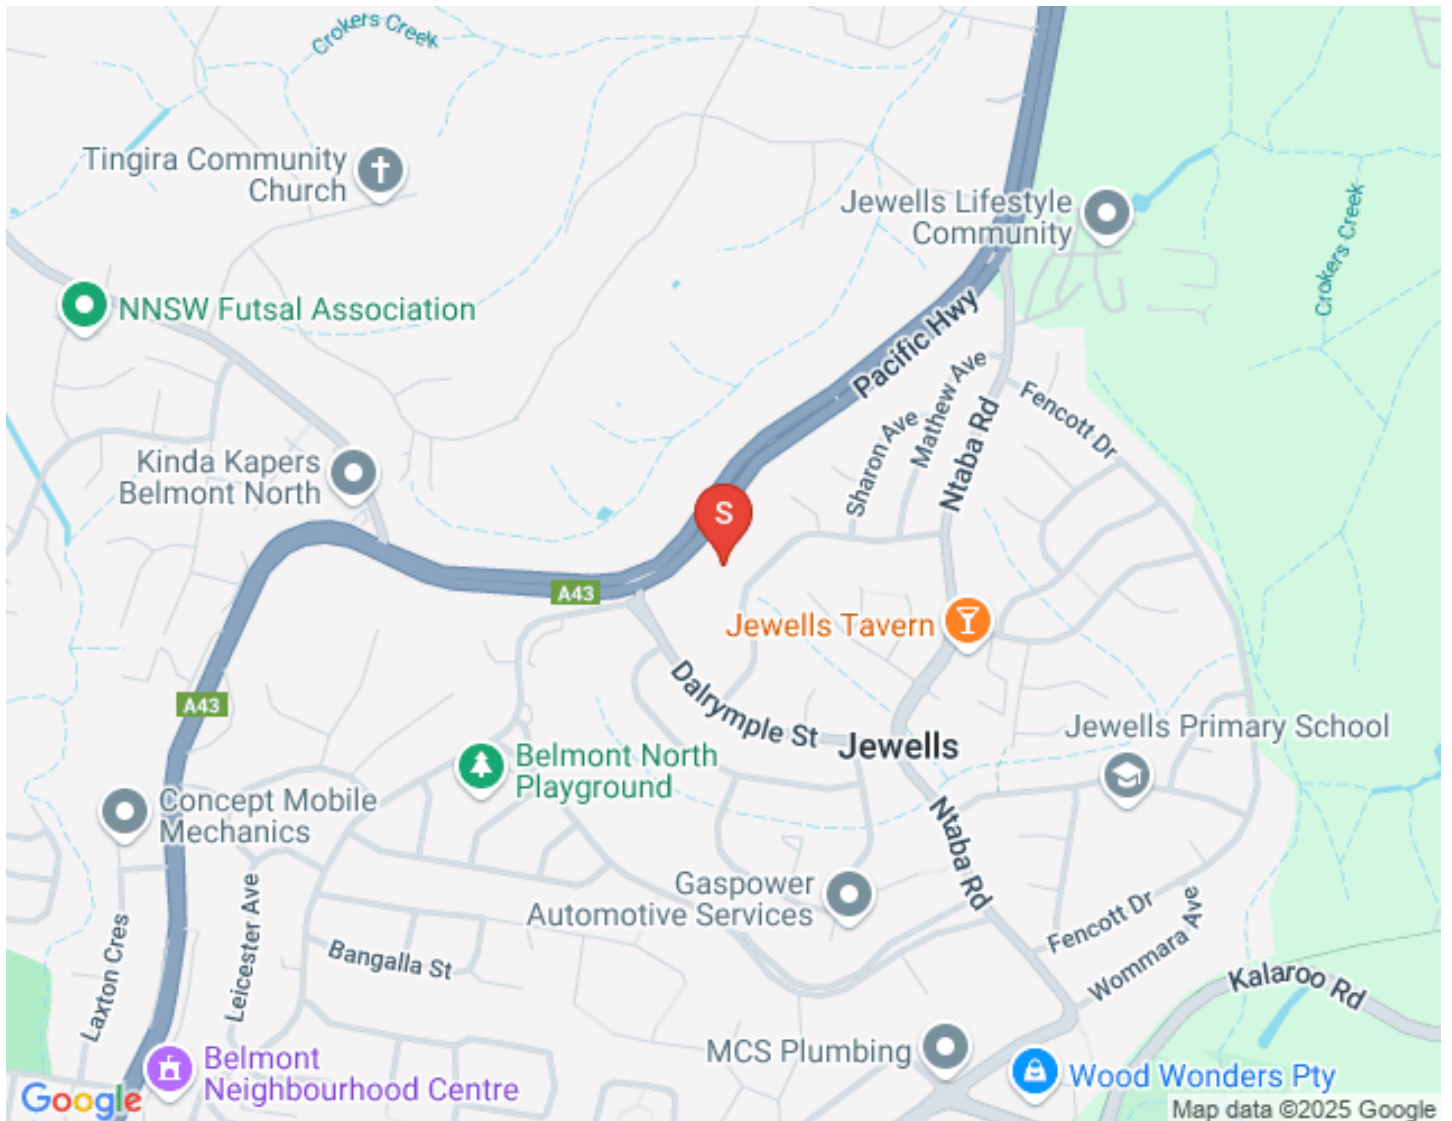 Crokers Creek
Tingira Community
Church
Jewells Lifestyle
Community
Crokers Creek
NNSW Futsal Association
Pacific Hwy
Mathew Ave
Sharon Ave
Ntaba Rd
Fencott Dr
Kinda Kapers
Belmont North
S
A43
Jewells Tavern
Dalrymple St
A43
Jewells
Jewells Primary School
Belmont North
Playground
Concept Mobile
Mechanics
Ntaba Rd
Gaspower
Automotive Services
Leicester Ave
Laxton Cres
Bangalla St
Fencott Dr
Wommara Ave
Kalaroo Rd
MCS Plumbing
Belmont
Neighbourhood Centre
Wood Wonders Pty
Google
Map data ©2025 Google